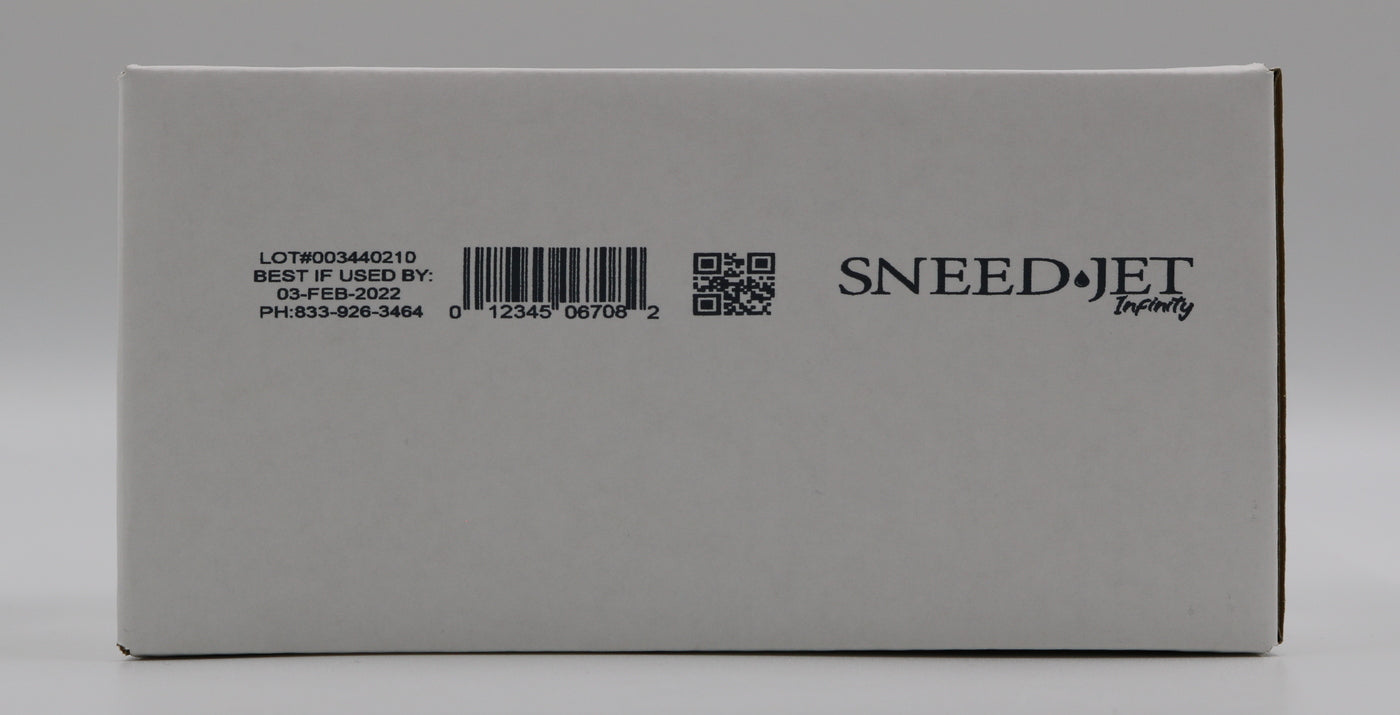 LOT#003440210
BEST IF USED BY:
03-FEB-2022
PH:833-926-3464
0 12345 06708 2
SNEED JET
Infinity